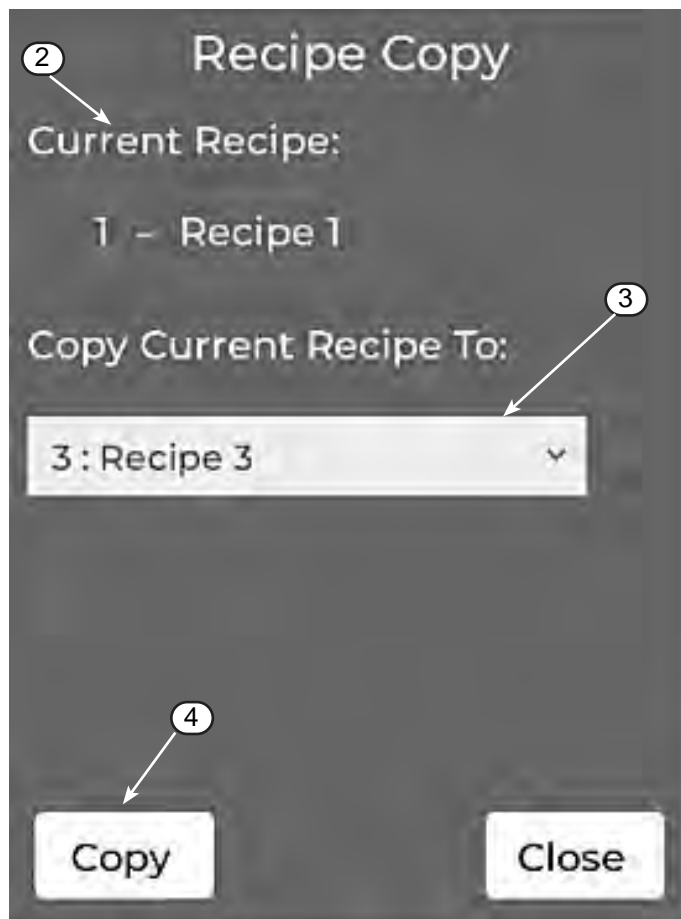 Recipe Copy
2
Current Recipe:
1 - Recipe 1
3
Copy Current Recipe To:
3 : Recipe 3
4
Copy
Close